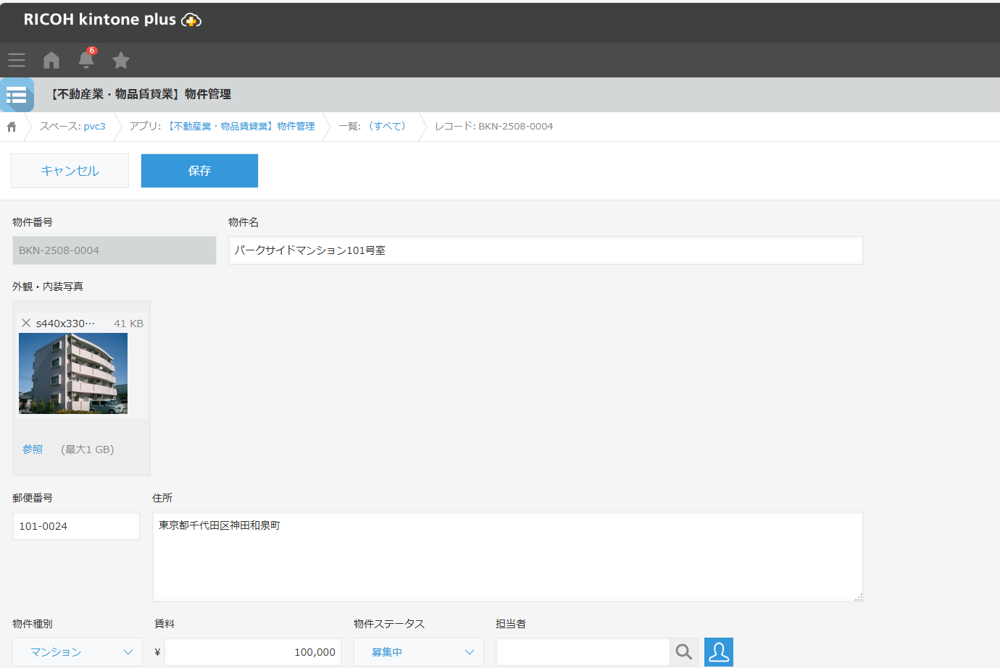 RICOH kintone plus
6
【不動産業・物品賃貸業】物件管理
スペース: pvc3 アプリ: 【不動産業・物品賃貸業】物件管理 一覧: （すべて） レコード: BKN-2508-0004
キャンセル 保存
物件番号 物件名
BKN-2508-0004 パークサイドマンション101号室
外観・内装写真
s440x330… 41 KB
参照 (最大1 GB)
郵便番号 住所
101-0024 東京都千代田区神田和泉町
物件種別 賃料 物件ステータス 担当者
マンション ¥ 100,000 募集中